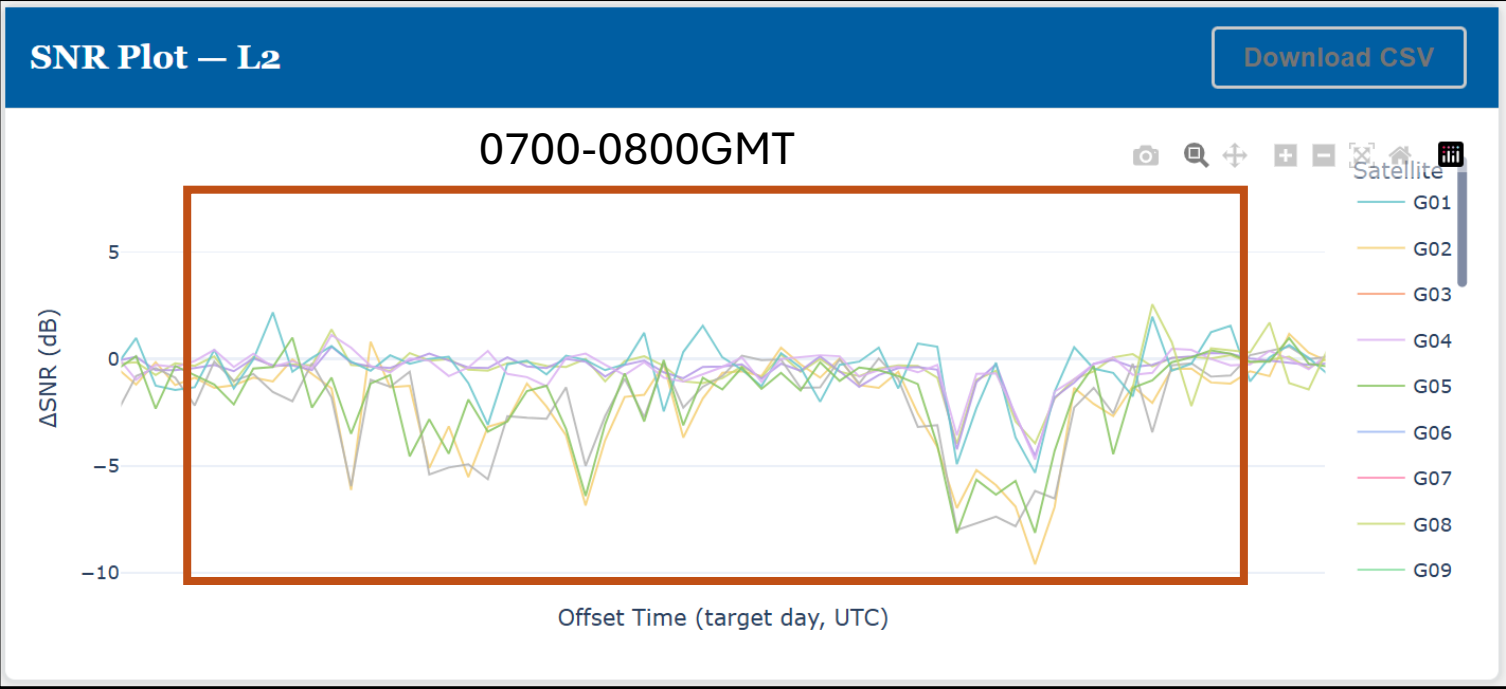 SNR Plot — L2
Download CSV
0700-0800GMT
Satellite
G01
G02
G03
G04
G05
G06
G07
G08
G09
5
0
−5
−10
ΔSNR (dB)
Offset Time (target day, UTC)